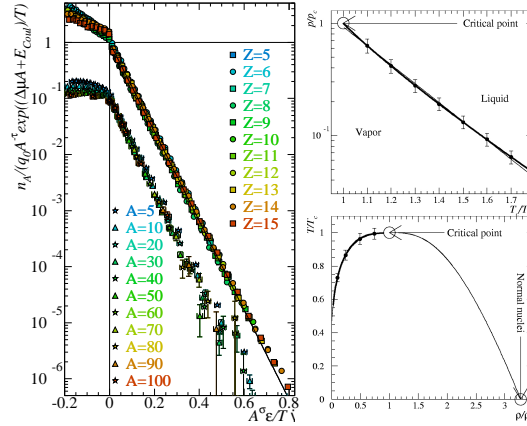 n_A/(q_0A^-τexp((ΔμA+E_Coul)/T)
1
10^-1
10^-2
10^-3
10^-4
10^-5
10^-6
-0.2 0 0.2 0.4 0.6 0.8
A^σε/T
Z=5
Z=6
Z=7
Z=8
Z=9
Z=10
Z=11
Z=12
Z=13
Z=14
Z=15
A=5
A=10
A=20
A=30
A=40
A=50
A=60
A=70
A=80
A=90
A=100
p/p_c
1
10^-1
Critical point
Liquid
Vapor
1 1.1 1.2 1.3 1.4 1.5 1.6 1.7
T/T_c
1
0.8
0.6
0.4
0.2
0
Critical point
Normal nuclei
0 0.5 1 1.5 2 2.5 3
ρ/ρ